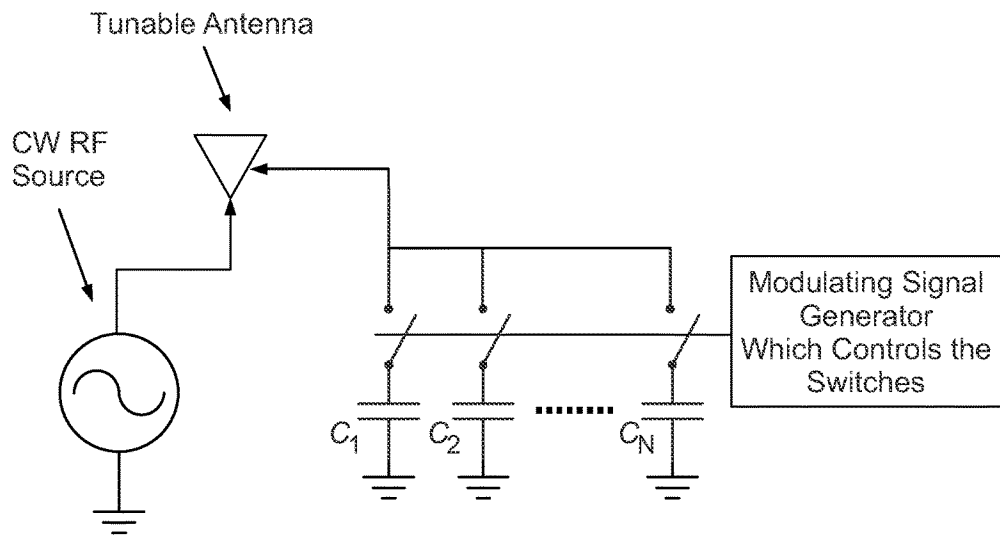 Tunable Antenna
CW RF
Source
Modulating Signal
Generator
Which Controls the
Switches
C1
C2
CN